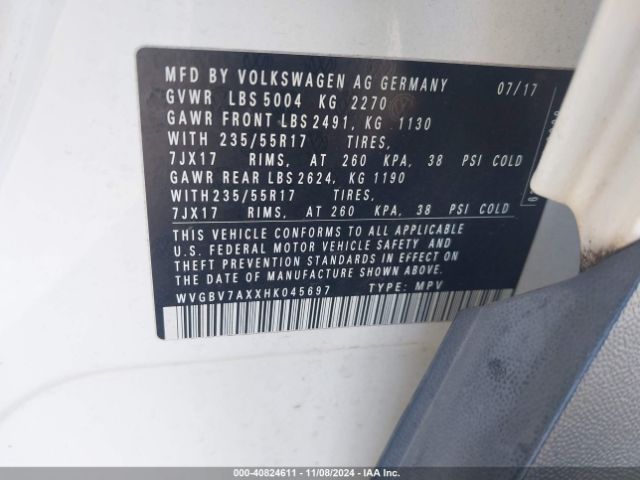 MFD BY VOLKSWAGEN AG GERMANY 07/17
GVWR LBS 5004 KG 2270
GAWR FRONT LBS 2491, KG 1130
WITH 235/55R17 TIRES,
7JX17 RIMS, AT 260 KPA, 38 PSI COLD
GAWR REAR LBS 2624, KG 1190
WITH 235/55R17 TIRES,
7JX17 RIMS, AT 260 KPA, 38 PSI COLD
THIS VEHICLE CONFORMS TO ALL APPLICABLE
U.S. FEDERAL MOTOR VEHICLE SAFETY AND
THEFT PREVENTION STANDARDS IN EFFECT ON
THE DATE OF MANUFACTURE SHOWN ABOVE
WVGBV7AXXHK045697 TYPE: MPV
000-40824611 - 11/08/2024 - IAA Inc.